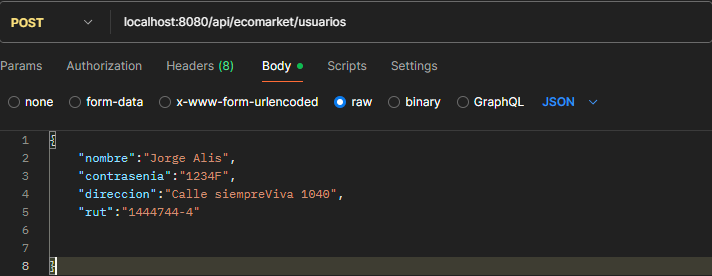 POST localhost:8080/api/ecomarket/usuarios
Params Authorization Headers (8) Body Scripts Settings
none form-data x-www-form-urlencoded raw binary GraphQL JSON
1 {
2 "nombre":"Jorge Alis",
3 "contrasenia":"1234F",
4 "direccion":"Calle siempreViva 1040",
5 "rut":"1444744-4"
6
7
8 }